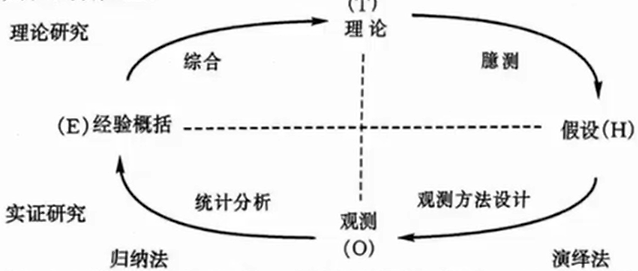 (T)
理论研究
理论
综合
臆测
(E)经验概括
假设(H)
统计分析
观测方法设计
实证研究
观测
(O)
归纳法
演绎法